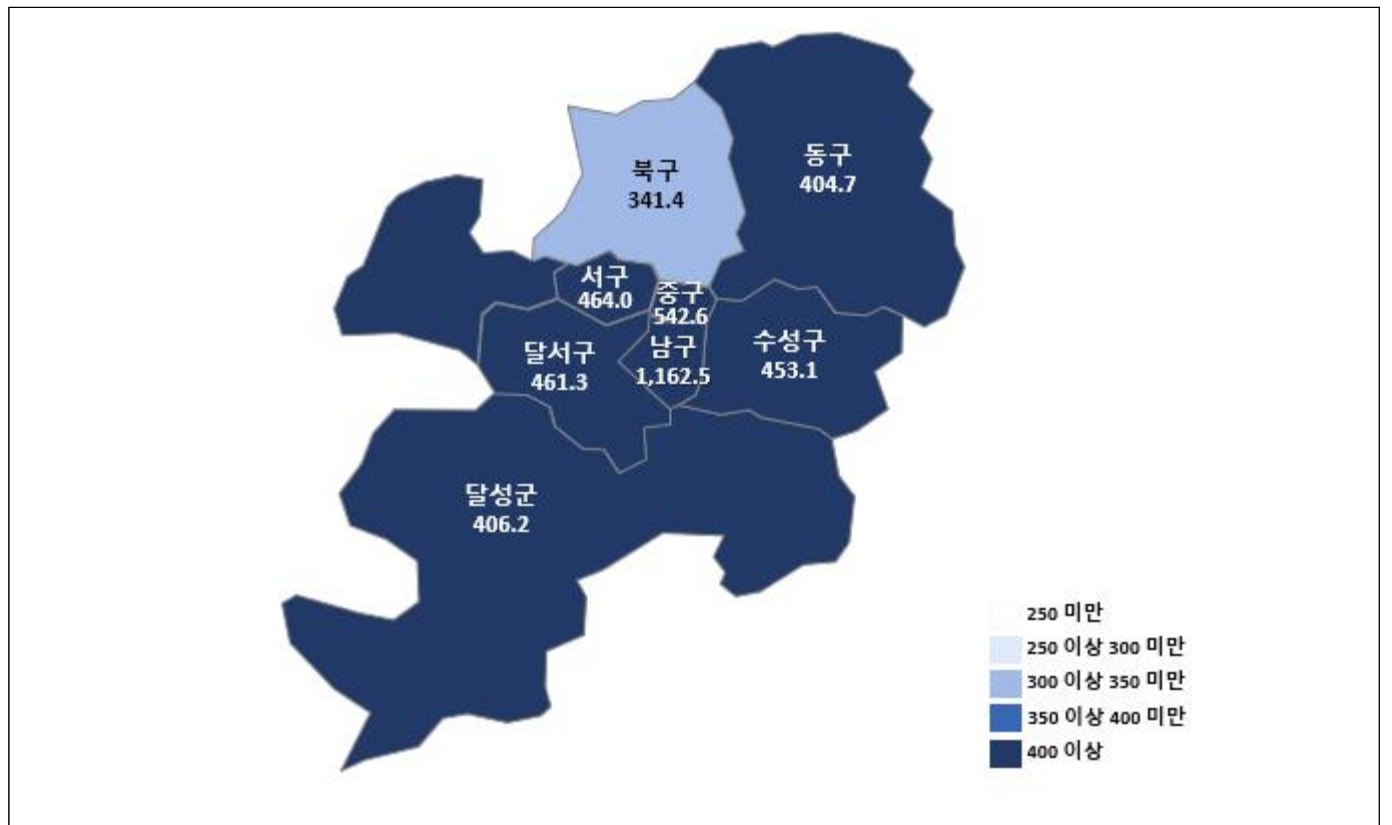 동구
404.7
북구
341.4
서구
464.0
중구
542.6
달서구
461.3
남구
1,162.5
수성구
453.1
달성군
406.2
250 미만
250 이상 300 미만
300 이상 350 미만
350 이상 400 미만
400 이상